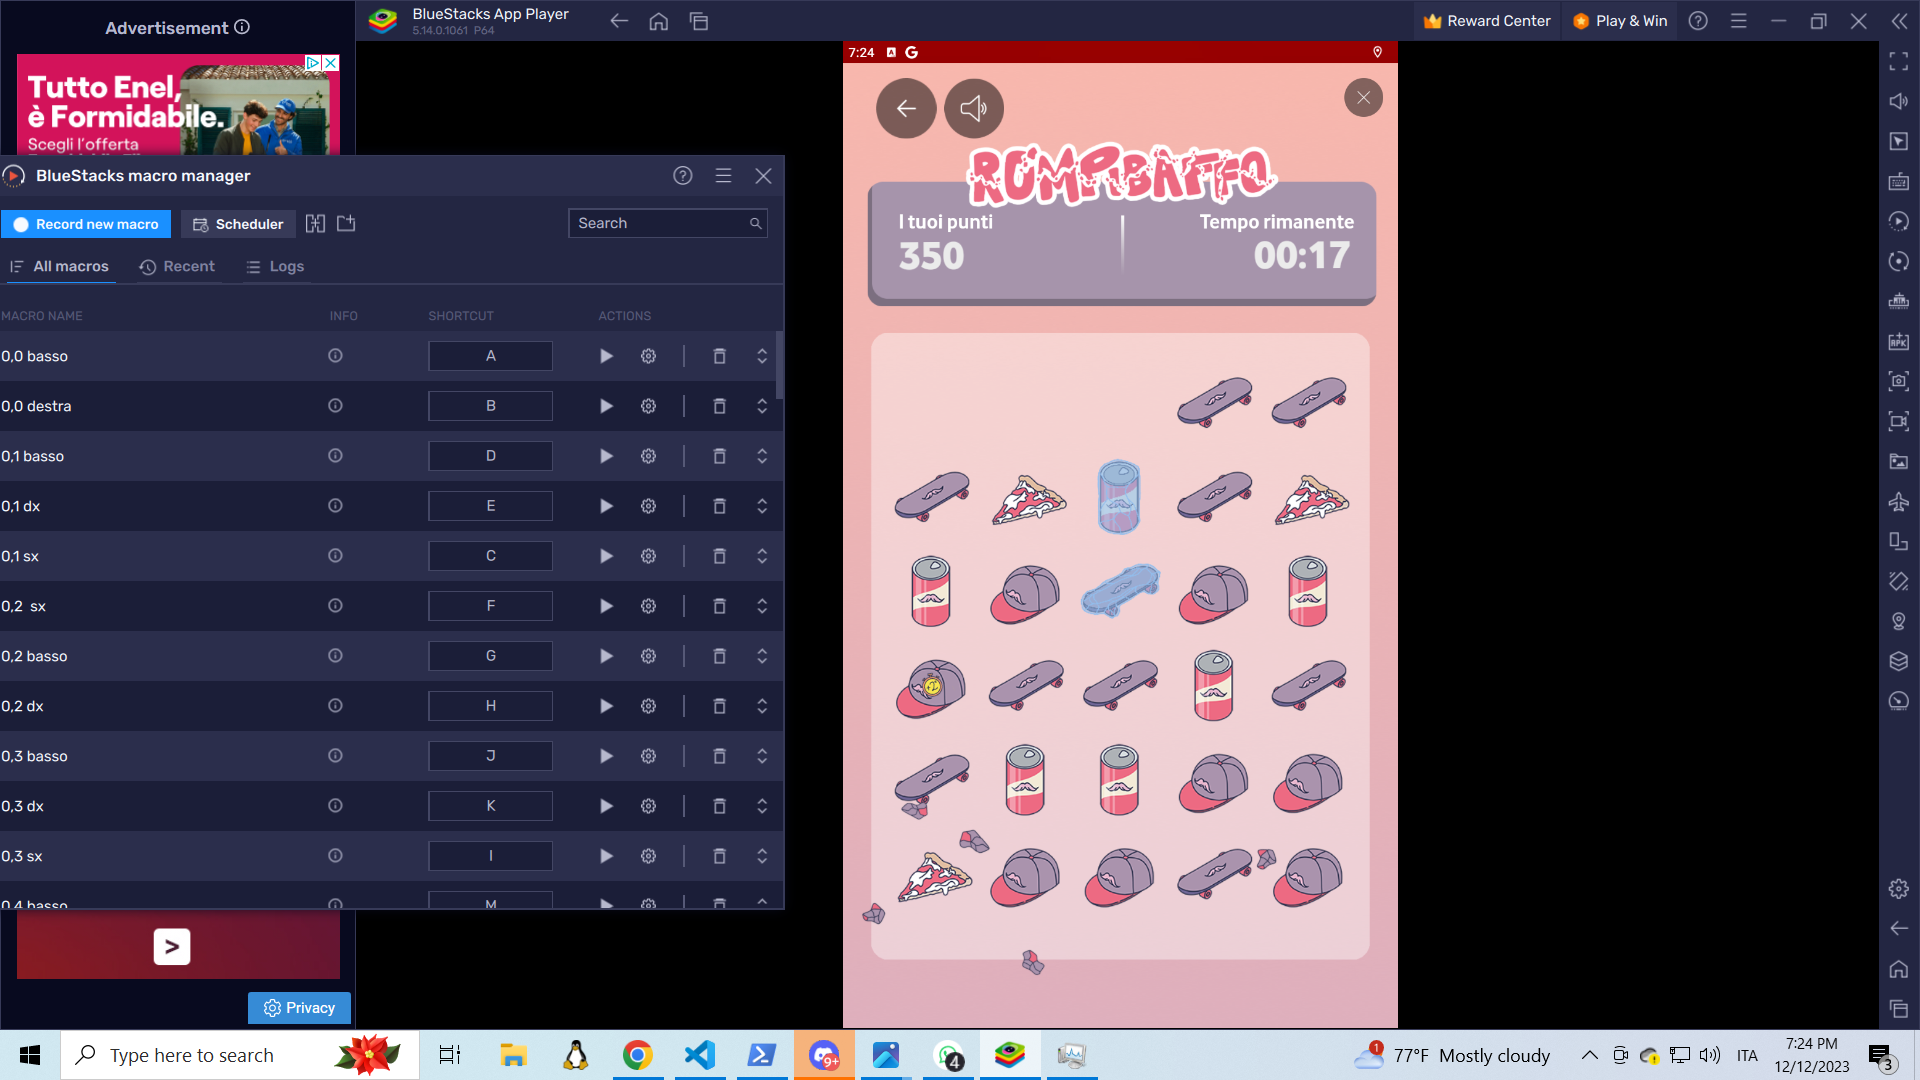 Advertisement
Tutto Enel,
è Formidabile.
Scegli l'offerta
BlueStacks App Player
5.14.0.1061 P64
Reward Center
Play & Win
BlueStacks macro manager
Record new macro
Scheduler
Search
All macros
Recent
Logs
MACRO NAME INFO SHORTCUT ACTIONS
0,0 basso A
0,0 destra B
0,1 basso D
0,1 dx E
0,1 sx C
0,2 sx F
0,2 basso G
0,2 dx H
0,3 basso J
0,3 dx K
0,3 sx I
0,4 basso M
>
Privacy
7:24
ROMPIBAFFO
I tuoi punti
350
Tempo rimanente
00:17
Type here to search
9+
4
1
77°F Mostly cloudy
ITA
7:24 PM
12/12/2023
3